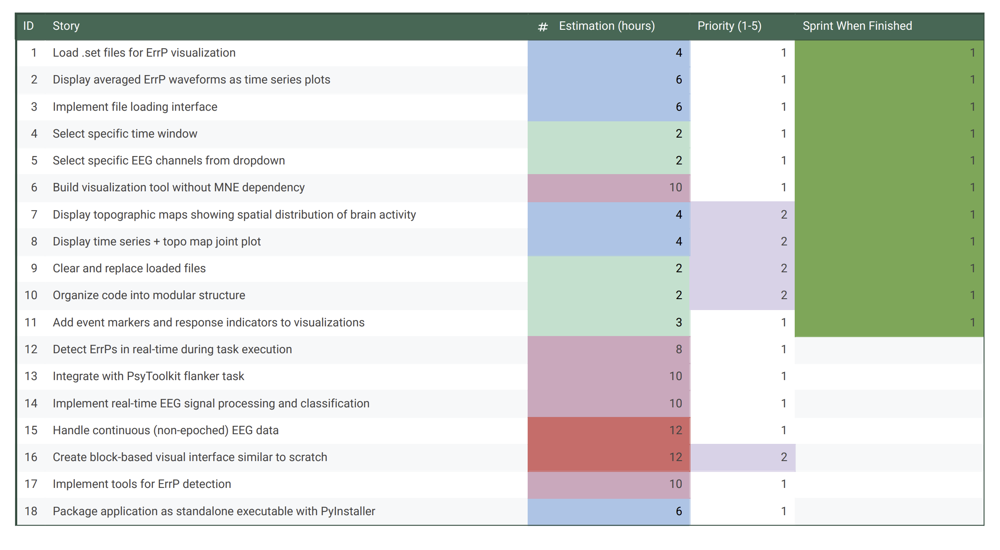 ID Story # Estimation (hours) Priority (1-5) Sprint When Finished
1 Load .set files for ErrP visualization 4 1 1
2 Display averaged ErrP waveforms as time series plots 6 1 1
3 Implement file loading interface 6 1 1
4 Select specific time window 2 1 1
5 Select specific EEG channels from dropdown 2 1 1
6 Build visualization tool without MNE dependency 10 1 1
7 Display topographic maps showing spatial distribution of brain activity 4 2 1
8 Display time series + topo map joint plot 4 2 1
9 Clear and replace loaded files 2 2 1
10 Organize code into modular structure 2 2 1
11 Add event markers and response indicators to visualizations 3 1 1
12 Detect ErrPs in real-time during task execution 8 1
13 Integrate with PsyToolkit flanker task 10 1
14 Implement real-time EEG signal processing and classification 10 1
15 Handle continuous (non-epoched) EEG data 12 1
16 Create block-based visual interface similar to scratch 12 2
17 Implement tools for ErrP detection 10 1
18 Package application as standalone executable with PyInstaller 6 1